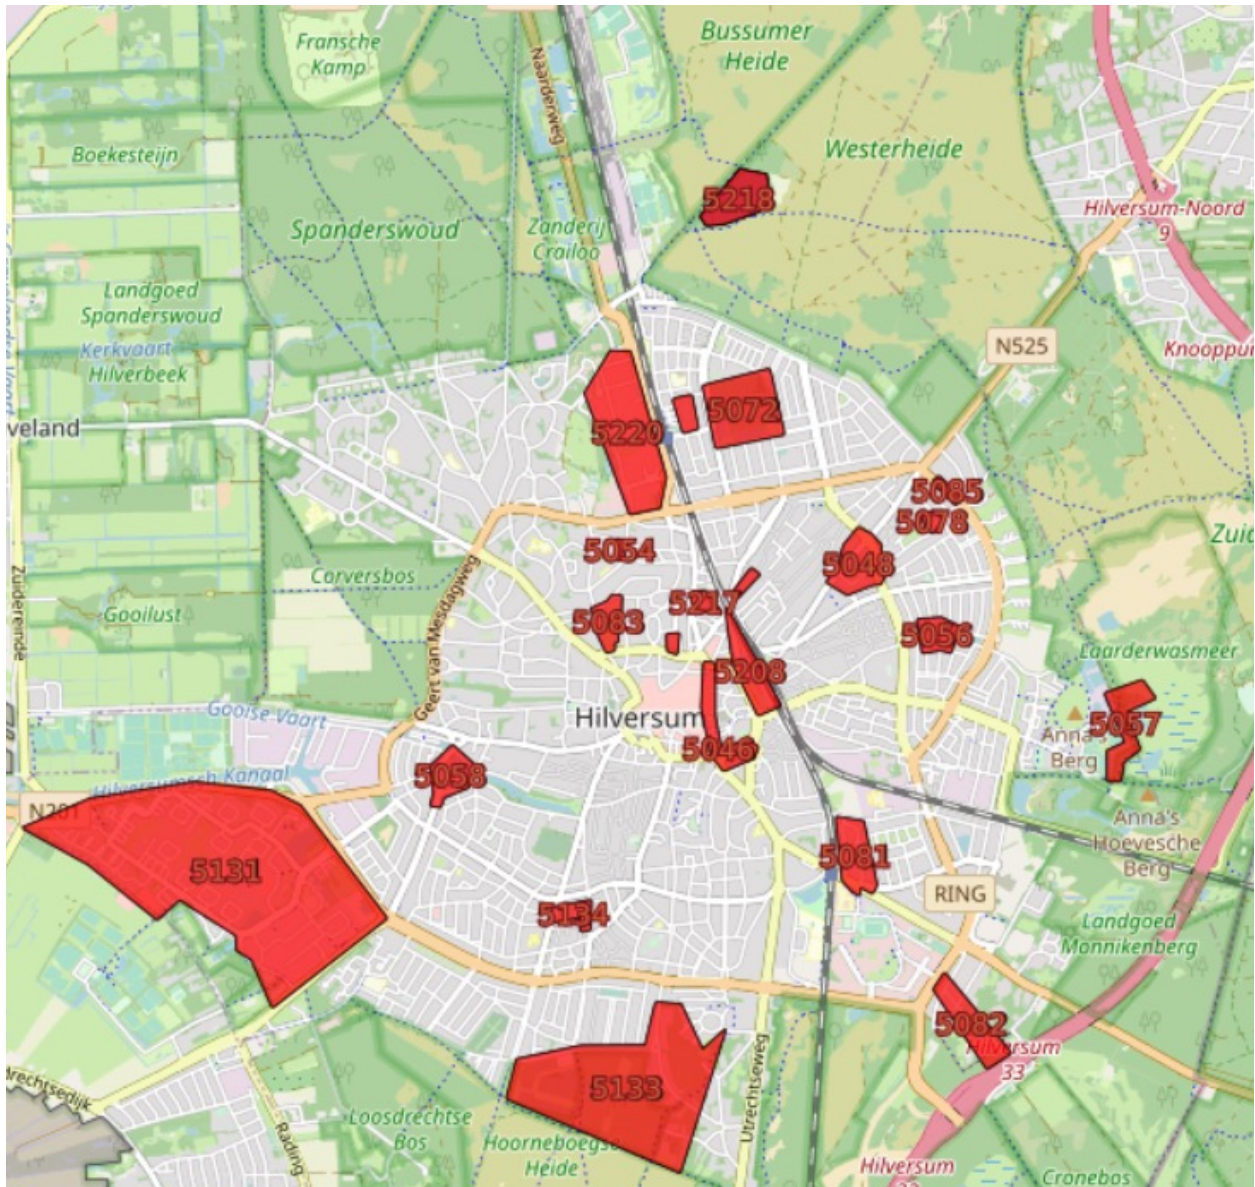 Fransche
Kamp
Bussumer
Heide
Naarderweg
Boekesteijn
Westerheide
5218
Hilversum-Noord
9
Spanderswoud
Zanderij
Crailoo
Landgoed
Spanderswoud
Kerkvaart
Hilverbeek
N525
Knooppu
veland
5220
5072
5085
5078
Zuid
5054
5048
Corversbos
Gooilust
Zuidereinde
Geert van Mesdagweg
5083
5217
5056
Laarderwasmeer
5208
Gooise Vaart
Hilversum
5057
Anna's
Berg
5046
5058
Hilversumsch Kanaal
N201
Anna's
Hoevesche
Berg
5131
5081
RING
5134
Landgoed
Monnikenberg
5082
Hilversum
33
5133
Utrechtseweg
Loosdrechtse
Bos
Rading
Heide
Hilversum
Cronebos